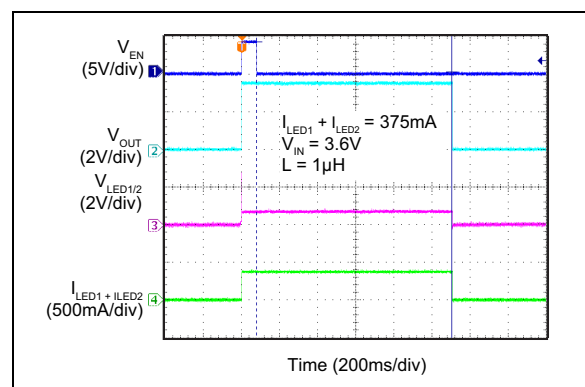 V_EN
(5V/div)
1
I_LED1 + I_LED2 = 375mA
V_IN = 3.6V
L = 1µH
V_OUT
(2V/div)
2
V_LED1/2
(2V/div)
3
I_LED1 + ILED2
(500mA/div)
4
Time (200ms/div)